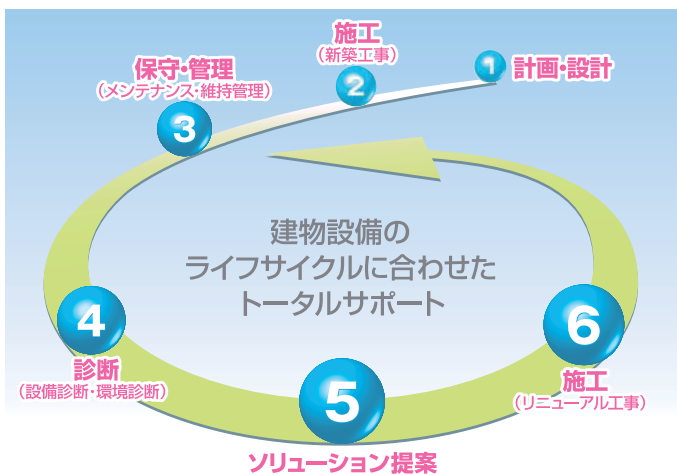 1
計画・設計
2
施工
(新築工事)
3
保守・管理
(メンテナンス・維持管理)
建物設備の
ライフサイクルに合わせた
トータルサポート
4
診断
(設備診断・環境診断)
5
ソリューション提案
6
施工
(リニューアル工事)